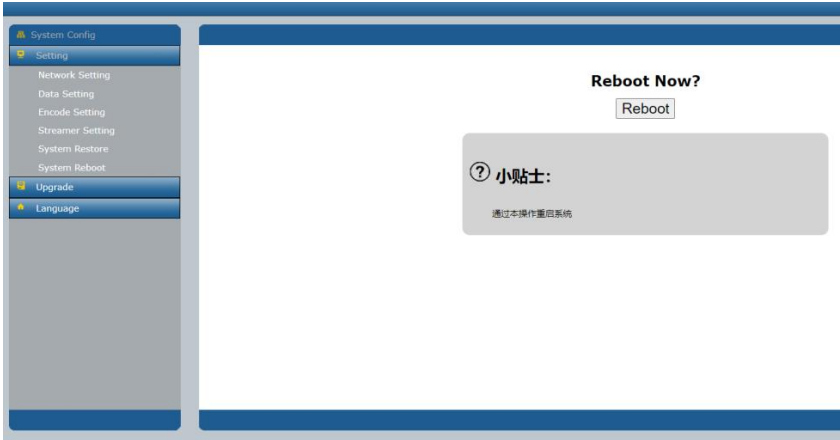 System Config
Setting
Network Setting
Data Setting
Encode Setting
Streamer Setting
System Restore
System Reboot
Upgrade
Language
Reboot Now?
Reboot
? 小贴士：
通过本操作重启系统